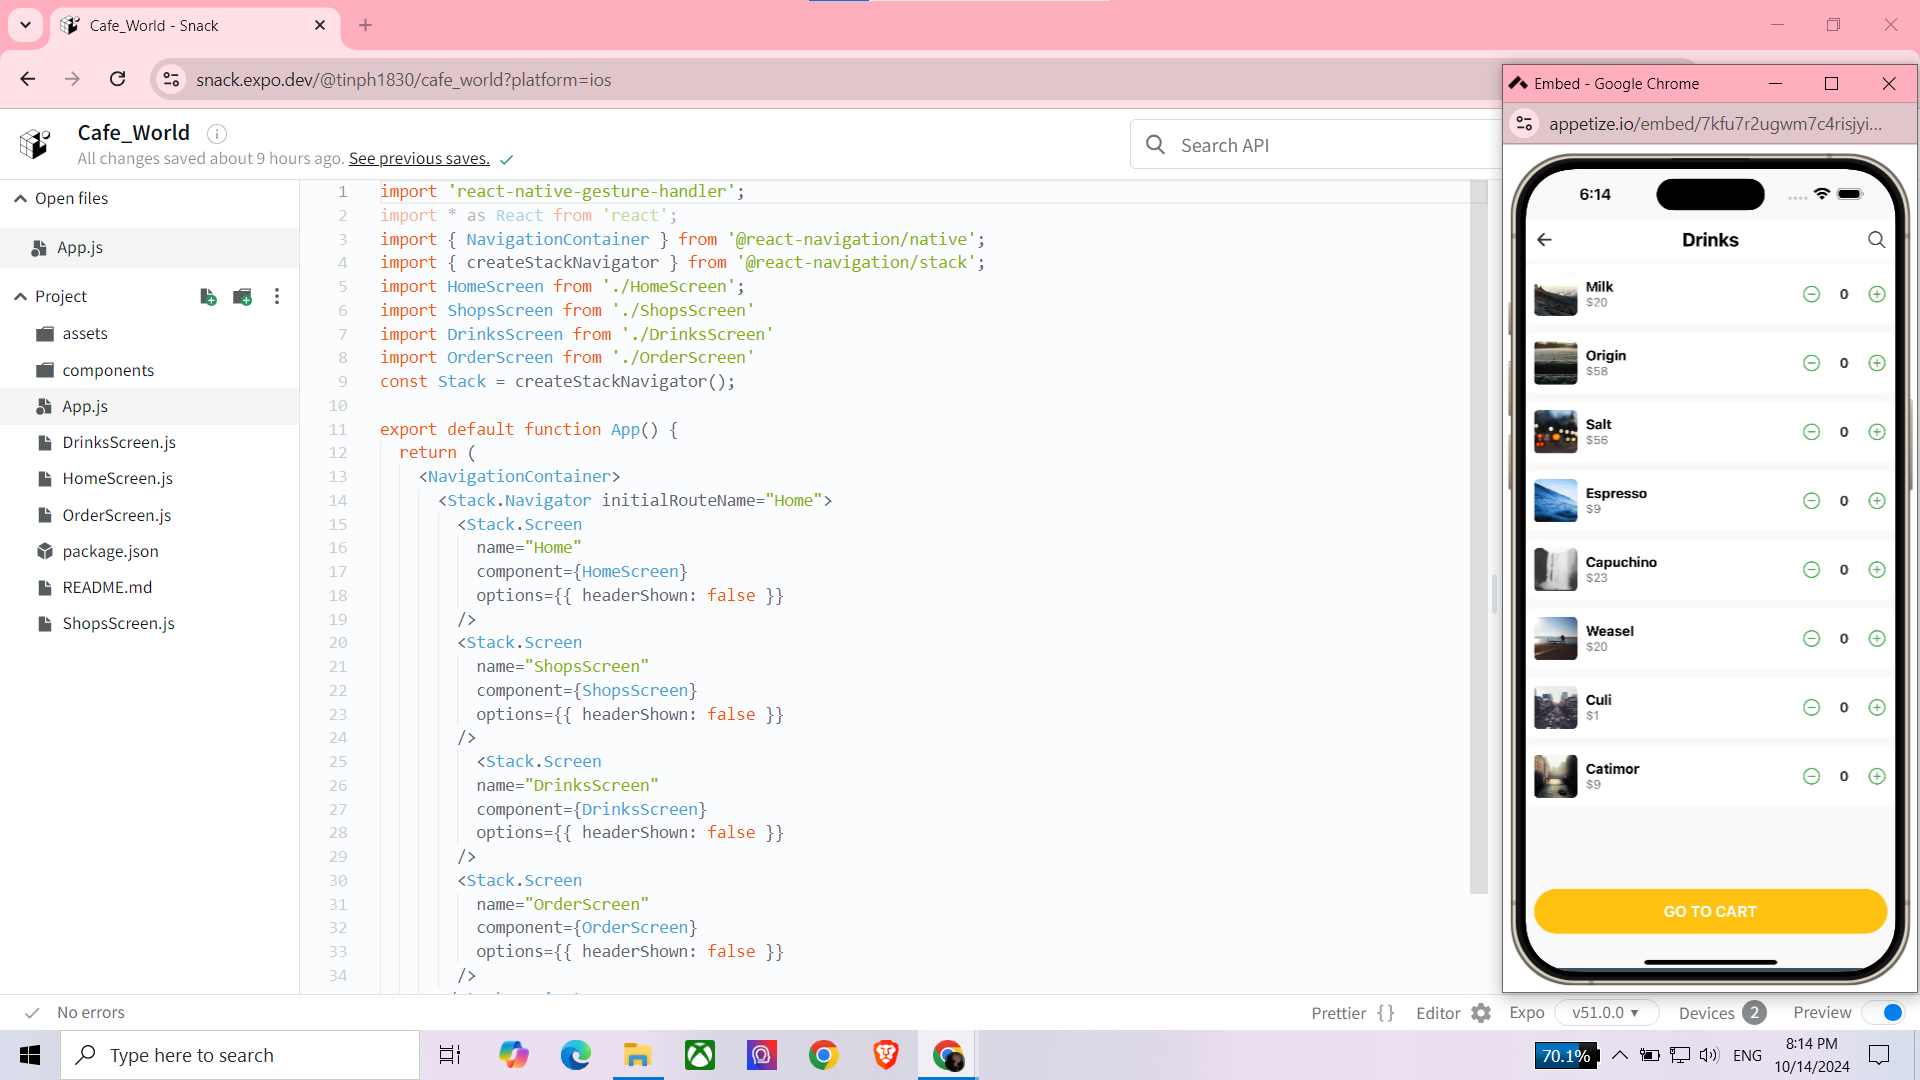 Cafe_World - Snack
snack.expo.dev/@tinph1830/cafe_world?platform=ios
Cafe_World
All changes saved about 9 hours ago. See previous saves.
Search API
Open files
App.js
Project
assets
components
App.js
DrinksScreen.js
HomeScreen.js
OrderScreen.js
package.json
README.md
ShopsScreen.js
1 import 'react-native-gesture-handler';
2 import * as React from 'react';
3 import { NavigationContainer } from '@react-navigation/native';
4 import { createStackNavigator } from '@react-navigation/stack';
5 import HomeScreen from './HomeScreen';
6 import ShopsScreen from './ShopsScreen'
7 import DrinksScreen from './DrinksScreen'
8 import OrderScreen from './OrderScreen'
9 const Stack = createStackNavigator();
10
11 export default function App() {
12 return (
13 <NavigationContainer>
14 <Stack.Navigator initialRouteName="Home">
15 <Stack.Screen
16 name="Home"
17 component={HomeScreen}
18 options={{ headerShown: false }}
19 />
20 <Stack.Screen
21 name="ShopsScreen"
22 component={ShopsScreen}
23 options={{ headerShown: false }}
24 />
25 <Stack.Screen
26 name="DrinksScreen"
27 component={DrinksScreen}
28 options={{ headerShown: false }}
29 />
30 <Stack.Screen
31 name="OrderScreen"
32 component={OrderScreen}
33 options={{ headerShown: false }}
34 />
Embed - Google Chrome
appetize.io/embed/7kfu7r2ugwm7c4risjyi...
6:14
Drinks
Milk
$20
0
Origin
$58
0
Salt
$56
0
Espresso
$9
0
Capuchino
$23
0
Weasel
$20
0
Culi
$1
0
Catimor
$9
0
GO TO CART
No errors
Prettier {} Editor Expo v51.0.0 Devices 2 Preview
Type here to search
70.1%
ENG
8:14 PM
10/14/2024